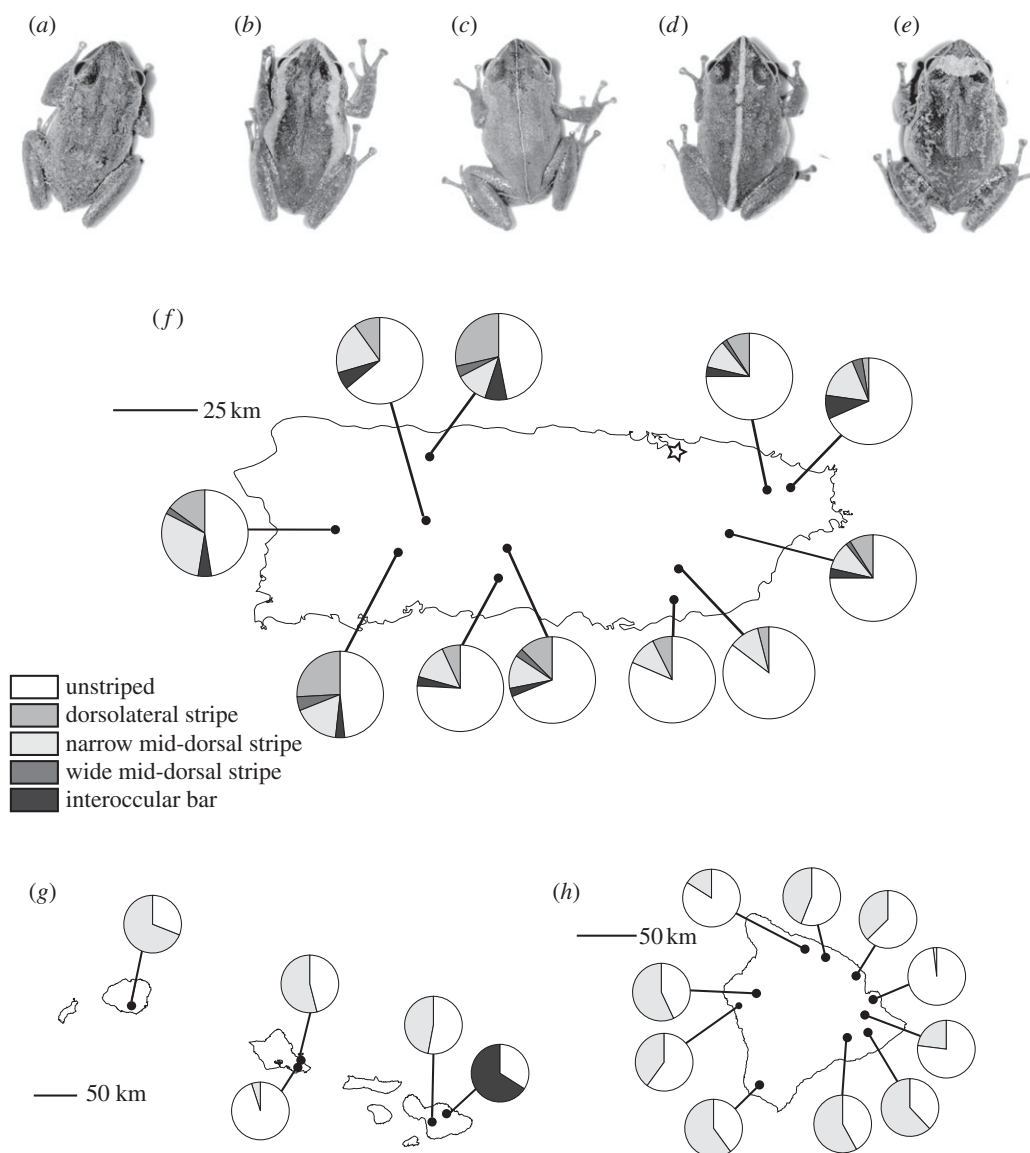 (a)
(b)
(c)
(d)
(e)
(f)
25 km
unstriped
dorsolateral stripe
narrow mid-dorsal stripe
wide mid-dorsal stripe
interoccular bar
(g)
50 km
(h)
50 km